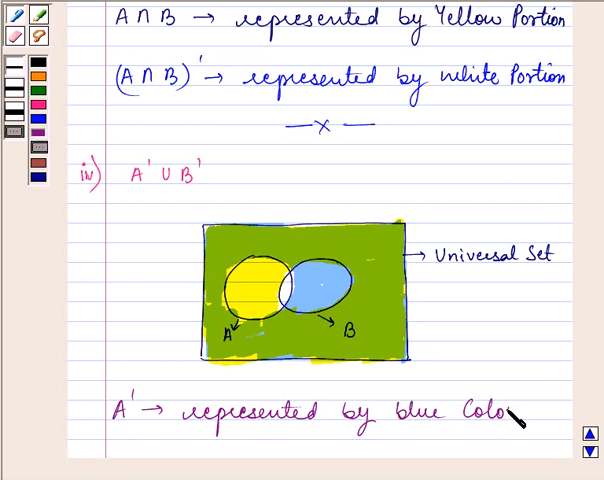 A ∩ B → represented by Yellow Portion
(A ∩ B)' → represented by white Portion
— x —
iv) A' ∪ B'
→ Universal Set
A
B
A' → represented by blue Colo